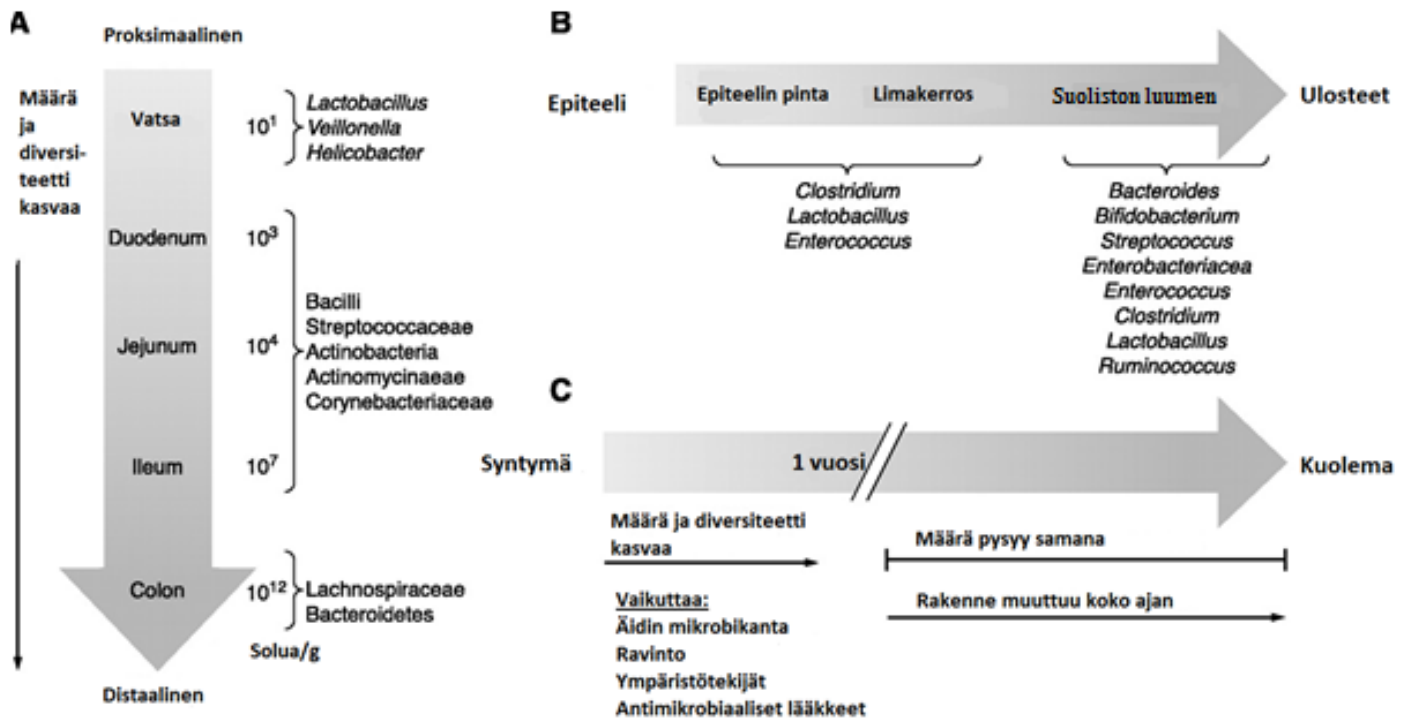 A
Proksimaalinen
Määrä
ja
diversi-
teetti
kasvaa
Vatsa
10¹
Lactobacillus
Veillonella
Helicobacter
Duodenum
10³
Jejunum
10⁴
Bacilli
Streptococcaceae
Actinobacteria
Actinomycinaeae
Corynebacteriaceae
Ileum
10⁷
Colon
10¹²
Lachnospiraceae
Bacteroidetes
Solua/g
Distaalinen
B
Epiteeli
Epiteelin pinta
Limakerros
Suoliston luumen
Ulosteet
Clostridium
Lactobacillus
Enterococcus
Bacteroides
Bifidobacterium
Streptococcus
Enterobacteriacea
Enterococcus
Clostridium
Lactobacillus
Ruminococcus
C
Syntymä
1 vuosi
Kuolema
Määrä ja diversiteetti
kasvaa
Määrä pysyy samana
Rakenne muuttuu koko ajan
Vaikuttaa:
Äidin mikrobikanta
Ravinto
Ympäristötekijät
Antimikrobiaaliset lääkkeet